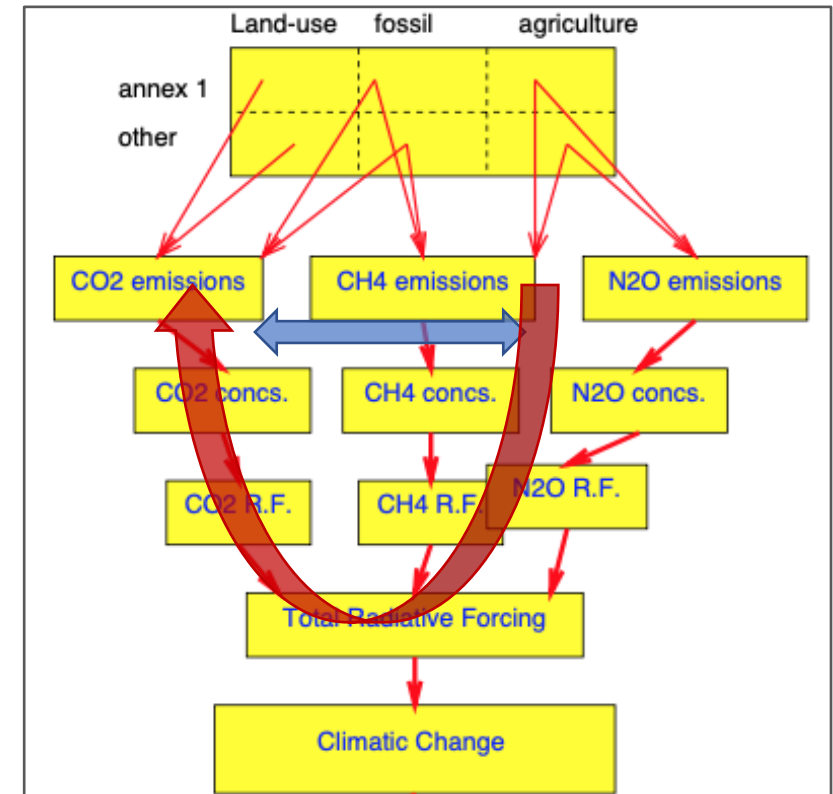 Land-use fossil agriculture
annex 1
other
CO2 emissions CH4 emissions N2O emissions
CO2 concs. CH4 concs. N2O concs.
CO2 R.F. CH4 R.F. N2O R.F.
Total Radiative Forcing
Climatic Change